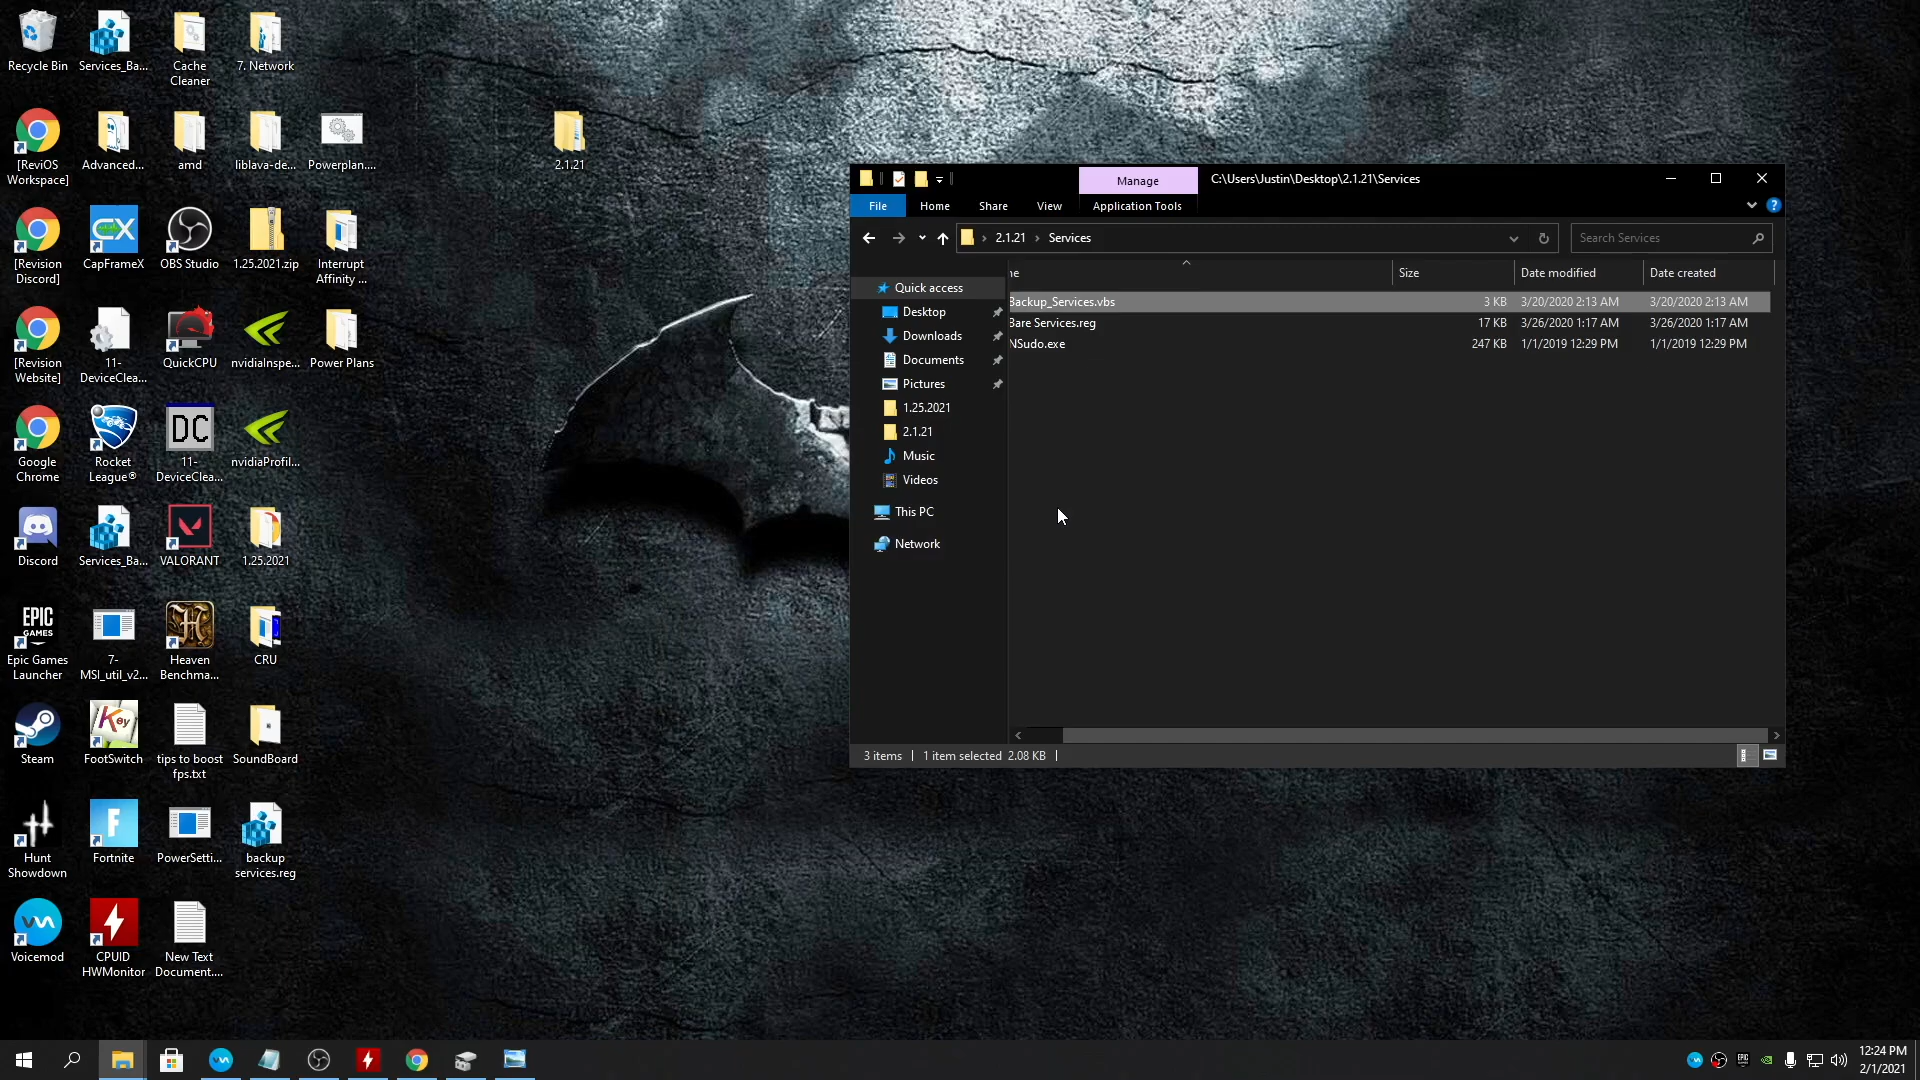 Recycle Bin
Services_Ba...
Cache
Cleaner
7. Network
[ReviOS
Workspace]
Advanced...
amd
liblava-de...
Powerplan....
2.1.21
[Revision
Discord]
CX
CapFrameX
OBS Studio
1.25.2021.zip
Interrupt
Affinity ...
[Revision
Website]
11-
DeviceClea...
QuickCPU
nvidiaInspe...
Power Plans
Google
Chrome
Rocket
League®
DC
11-
DeviceClea...
nvidiaProfil...
Discord
Services_Ba...
VALORANT
1.25.2021
EPIC
GAMES
Epic Games
Launcher
7-
MSI_util_v2...
Heaven
Benchma...
CRU
Steam
Key
FootSwitch
tips to boost
fps.txt
SoundBoard
Hunt
Showdown
Fortnite
PowerSetti...
backup
services.reg
Voicemod
CPUID
HWMonitor
New Text
Document....
Manage
C:\Users\Justin\Desktop\2.1.21\Services
File
Home
Share
View
Application Tools
2.1.21
Services
Search Services
Quick access
Desktop
Downloads
Documents
Pictures
1.25.2021
2.1.21
Music
Videos
This PC
Network
ne
Size
Date modified
Date created
Backup_Services.vbs
3 KB
3/20/2020 2:13 AM
3/20/2020 2:13 AM
Bare Services.reg
17 KB
3/26/2020 1:17 AM
3/26/2020 1:17 AM
NSudo.exe
247 KB
1/1/2019 12:29 PM
1/1/2019 12:29 PM
3 items
1 item selected 2.08 KB
12:24 PM
2/1/2021